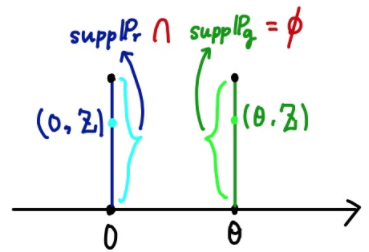 supp ℙr ∩ supp ℙg = ϕ
(0, Z) (θ, Z)
0 θ